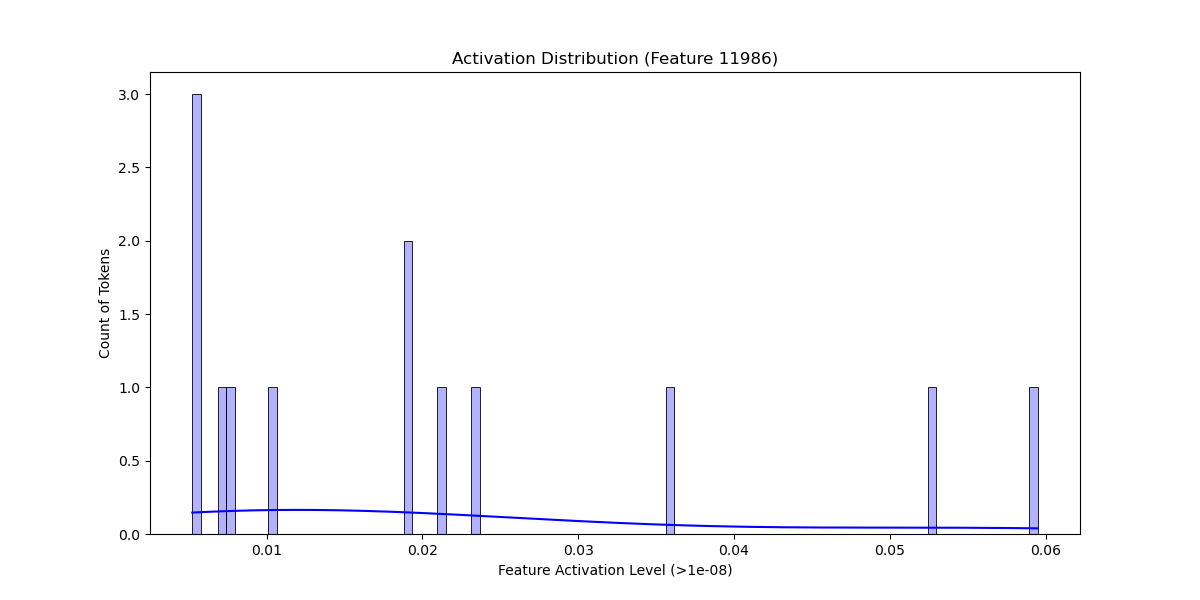 Activation Distribution (Feature 11986)
Count of Tokens
3.0
2.5
2.0
1.5
1.0
0.5
0.0
0.01 0.02 0.03 0.04 0.05 0.06
Feature Activation Level (>1e-08)